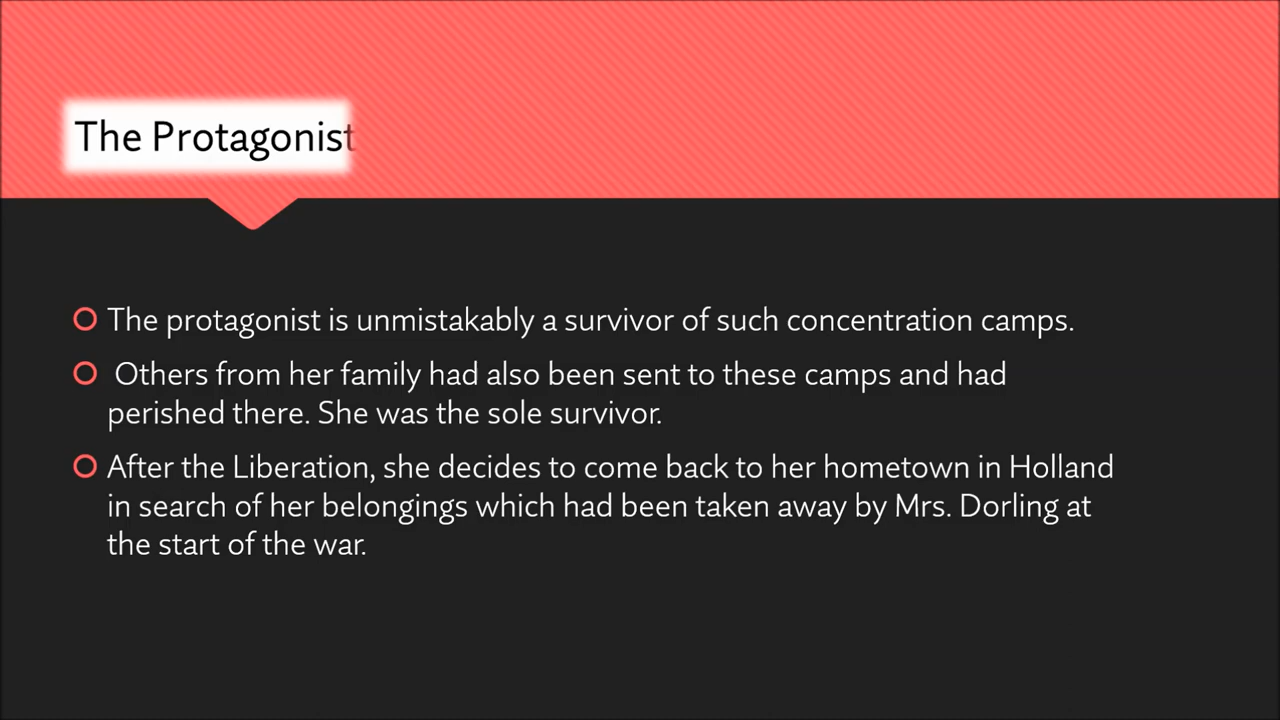 The Protagonist
The protagonist is unmistakably a survivor of such concentration camps.
Others from her family had also been sent to these camps and had
perished there. She was the sole survivor.
After the Liberation, she decides to come back to her hometown in Holland
in search of her belongings which had been taken away by Mrs. Dorling at
the start of the war.